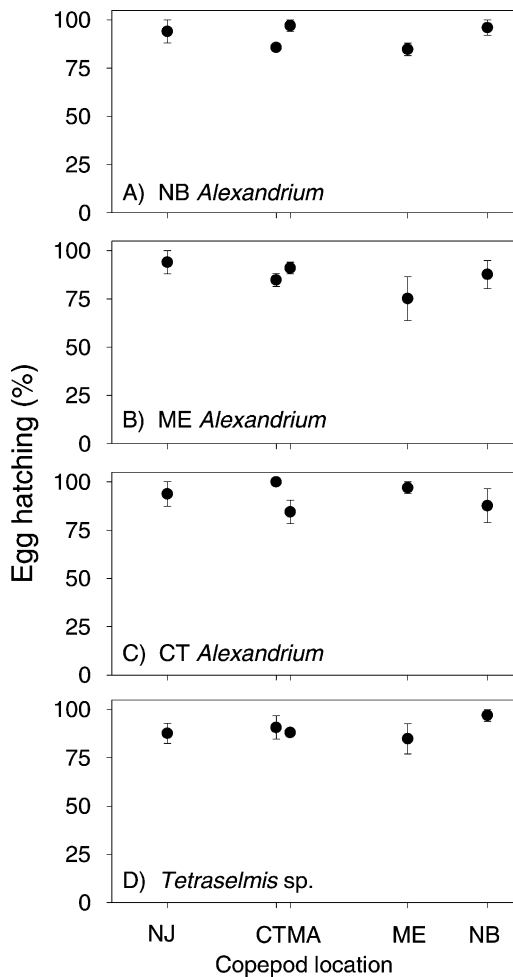 100
75
50
25
0
A) NB Alexandrium
100
75
50
25
0
B) ME Alexandrium
Egg hatching (%)
100
75
50
25
0
C) CT Alexandrium
100
75
50
25
0
D) Tetraselmis sp.
NJ CTMA ME NB
Copepod location